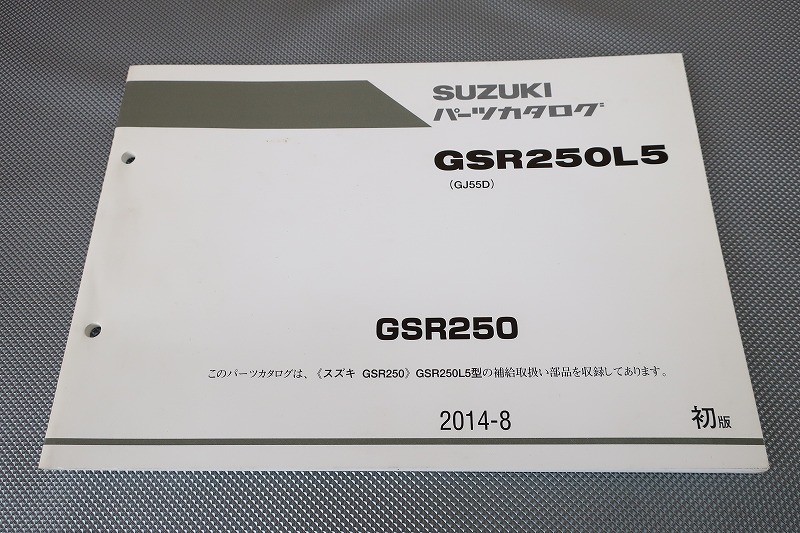 SUZUKI
パーツカタログ
GSR250L5
(GJ55D)
GSR250
このパーツカタログは、《スズキ GSR250》GSR250L5型の補給取扱い部品を収録してあります。
2014-8
初版